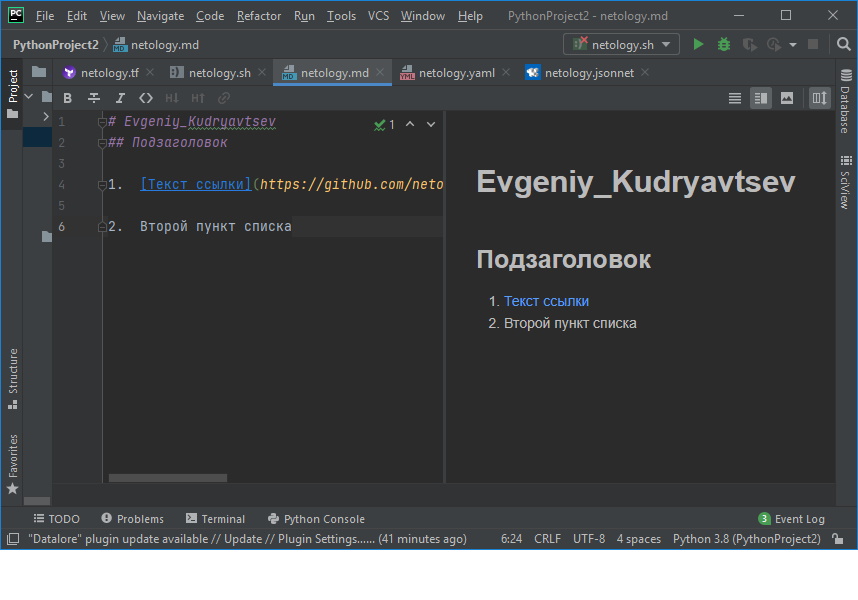 PC File Edit View Navigate Code Refactor Run Tools VCS Window Help PythonProject2 - netology.md
PythonProject2 netology.md netology.sh
netology.tf netology.sh netology.md netology.yaml netology.jsonnet
Project
B I H↓ H↑
1 # Evgeniy_Kudryavtsev
1
2 ## Подзаголовок
3
4 1. [Текст ссылки](https://github.com/neto
5
6 2. Второй пункт списка
Evgeniy_Kudryavtsev
Подзаголовок
1. Текст ссылки
2. Второй пункт списка
Database
SciView
Structure
Favorites
TODO Problems Terminal Python Console 3 Event Log
"Datalore" plugin update available // Update // Plugin Settings...... (41 minutes ago) 6:24 CRLF UTF-8 4 spaces Python 3.8 (PythonProject2)